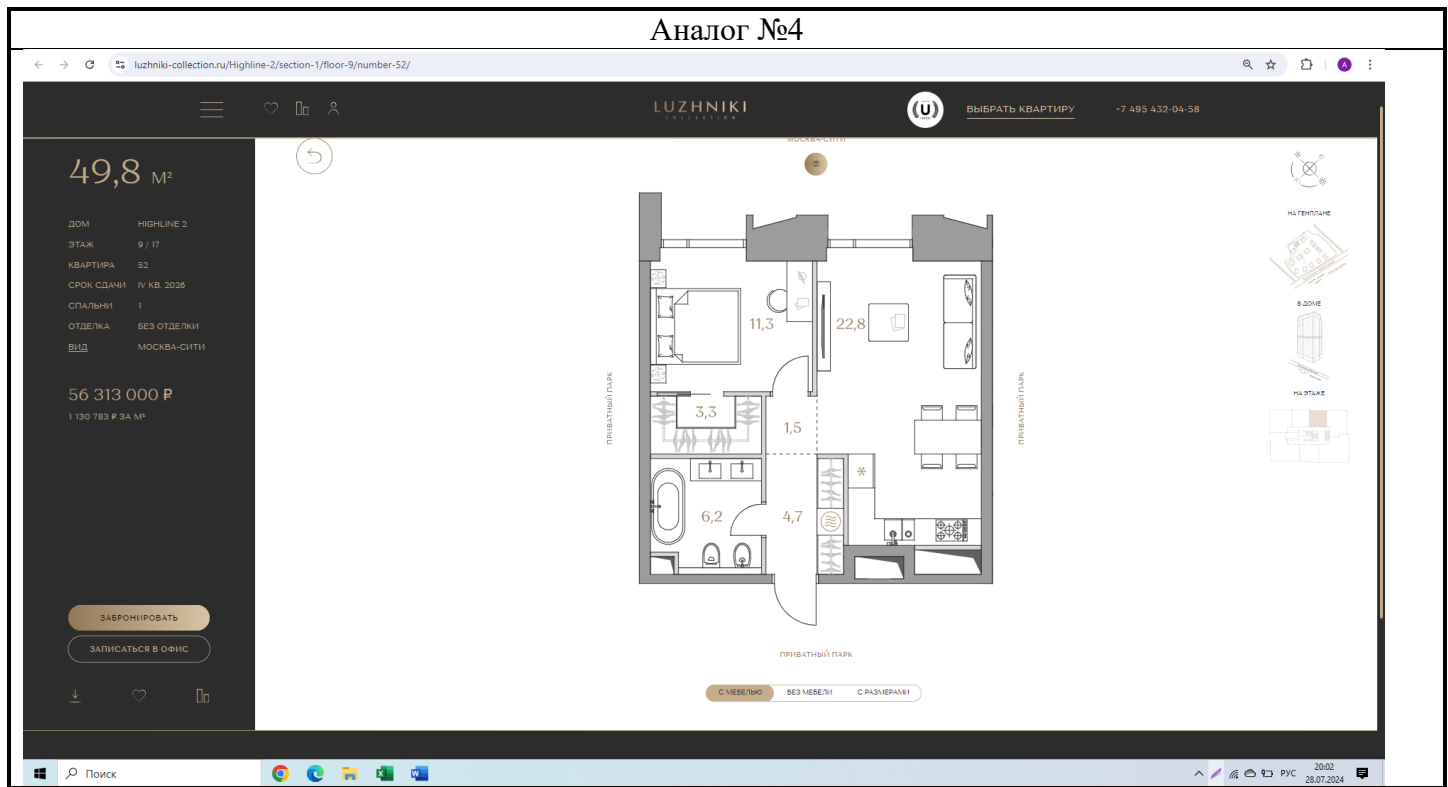 Аналог №4
luzhniki-collection.ru/Highline-2/section-1/floor-9/number-52/
LUZHNIKI
COLLECTION
U
ВЫБРАТЬ КВАРТИРУ
+7 495 432-04-58
49,8 М²
ДОМ HIGHLINE 2
ЭТАЖ 9 / 17
КВАРТИРА 52
СРОК СДАЧИ IV КВ. 2026
СПАЛЬНИ 1
ОТДЕЛКА БЕЗ ОТДЕЛКИ
ВИД МОСКВА-СИТИ
56 313 000 ₽
1 130 783 ₽ ЗА М²
ЗАБРОНИРОВАТЬ
ЗАПИСАТЬСЯ В ОФИС
МОСКВА-СИТИ
11,3
22,8
3,3
1,5
6,2
4,7
ПРИВАТНЫЙ ПАРК
ПРИВАТНЫЙ ПАРК
ПРИВАТНЫЙ ПАРК
С МЕБЕЛЬЮ БЕЗ МЕБЕЛИ С РАЗМЕРАМИ
НА ГЕНПЛАНЕ
В ДОМЕ
НА ЭТАЖЕ
Поиск
РУС
20:02
28.07.2024